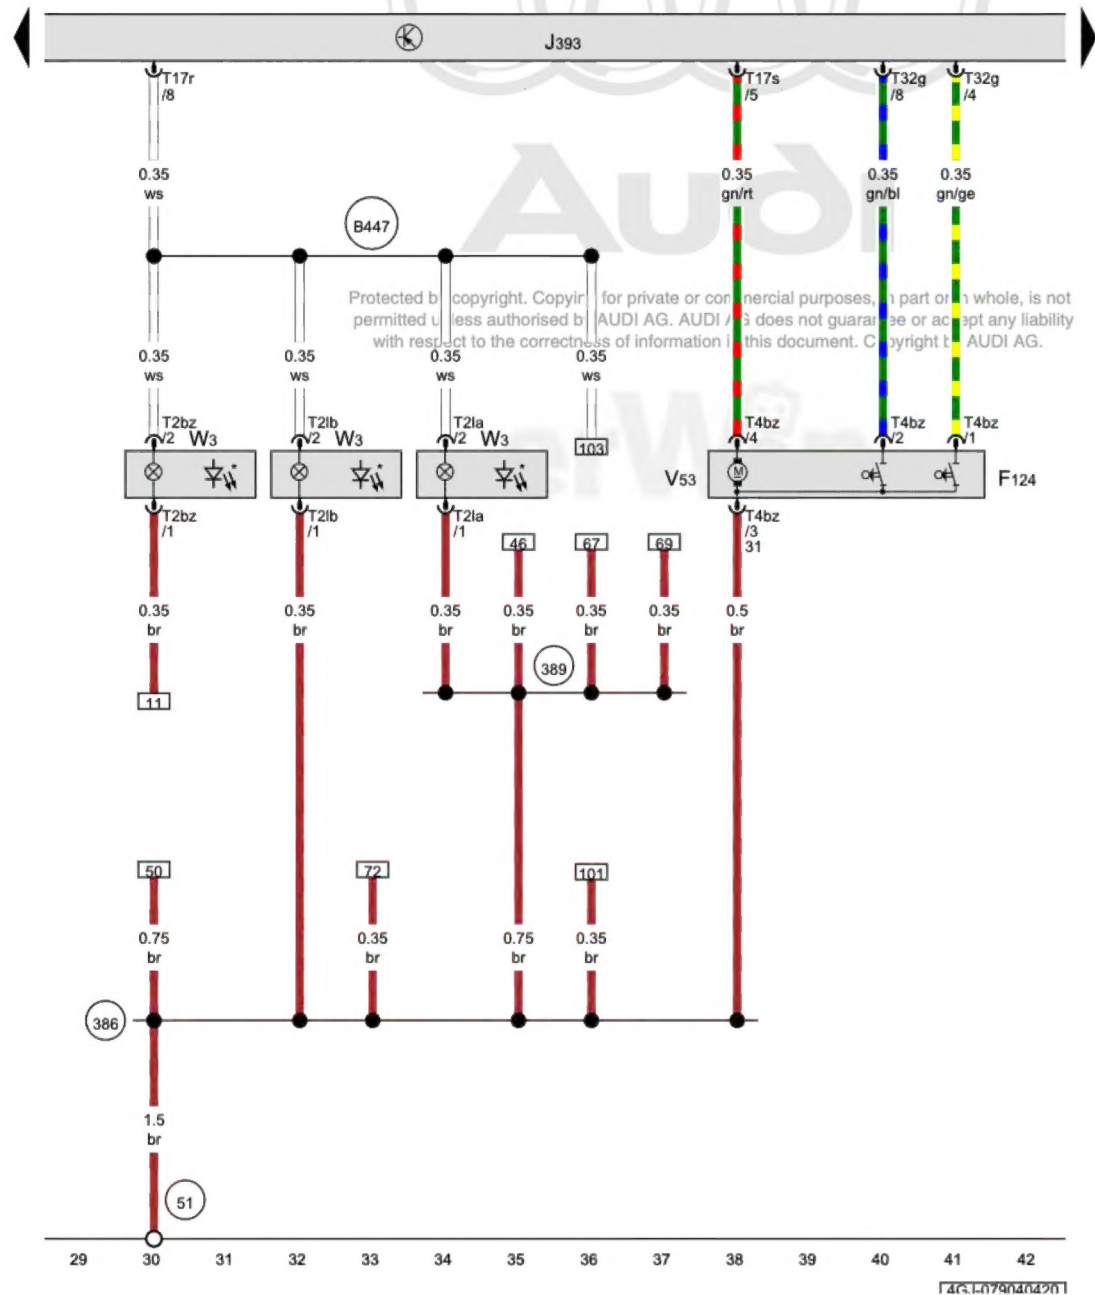 J393
T17r
/8
T17s
/5
T32g
/8
T32g
/4
Audi
0.35
ws
0.35
gn/rt
0.35
gn/bl
0.35
gn/ge
B447
Protected by copyright. Copying for private or commercial purposes, in part or in whole, is not
permitted unless authorised by AUDI AG. AUDI AG does not guarantee or accept any liability
with respect to the correctness of information in this document. Copyright by AUDI AG.
0.35
ws
0.35
ws
0.35
ws
0.35
ws
T2bz
/2
W3
T2lb
/2
W3
T2la
/2
W3
103
T4bz
/4
T4bz
/2
T4bz
/1
V53
M
F124
T2bz
/1
T2lb
/1
T2la
/1
T4bz
/3
31
46
67
69
0.35
br
0.35
br
0.35
br
0.35
br
0.35
br
0.35
br
0.5
br
389
11
50
72
101
0.75
br
0.35
br
0.75
br
0.35
br
386
1.5
br
51
29 30 31 32 33 34 35 36 37 38 39 40 41 42
4GJ-079040420